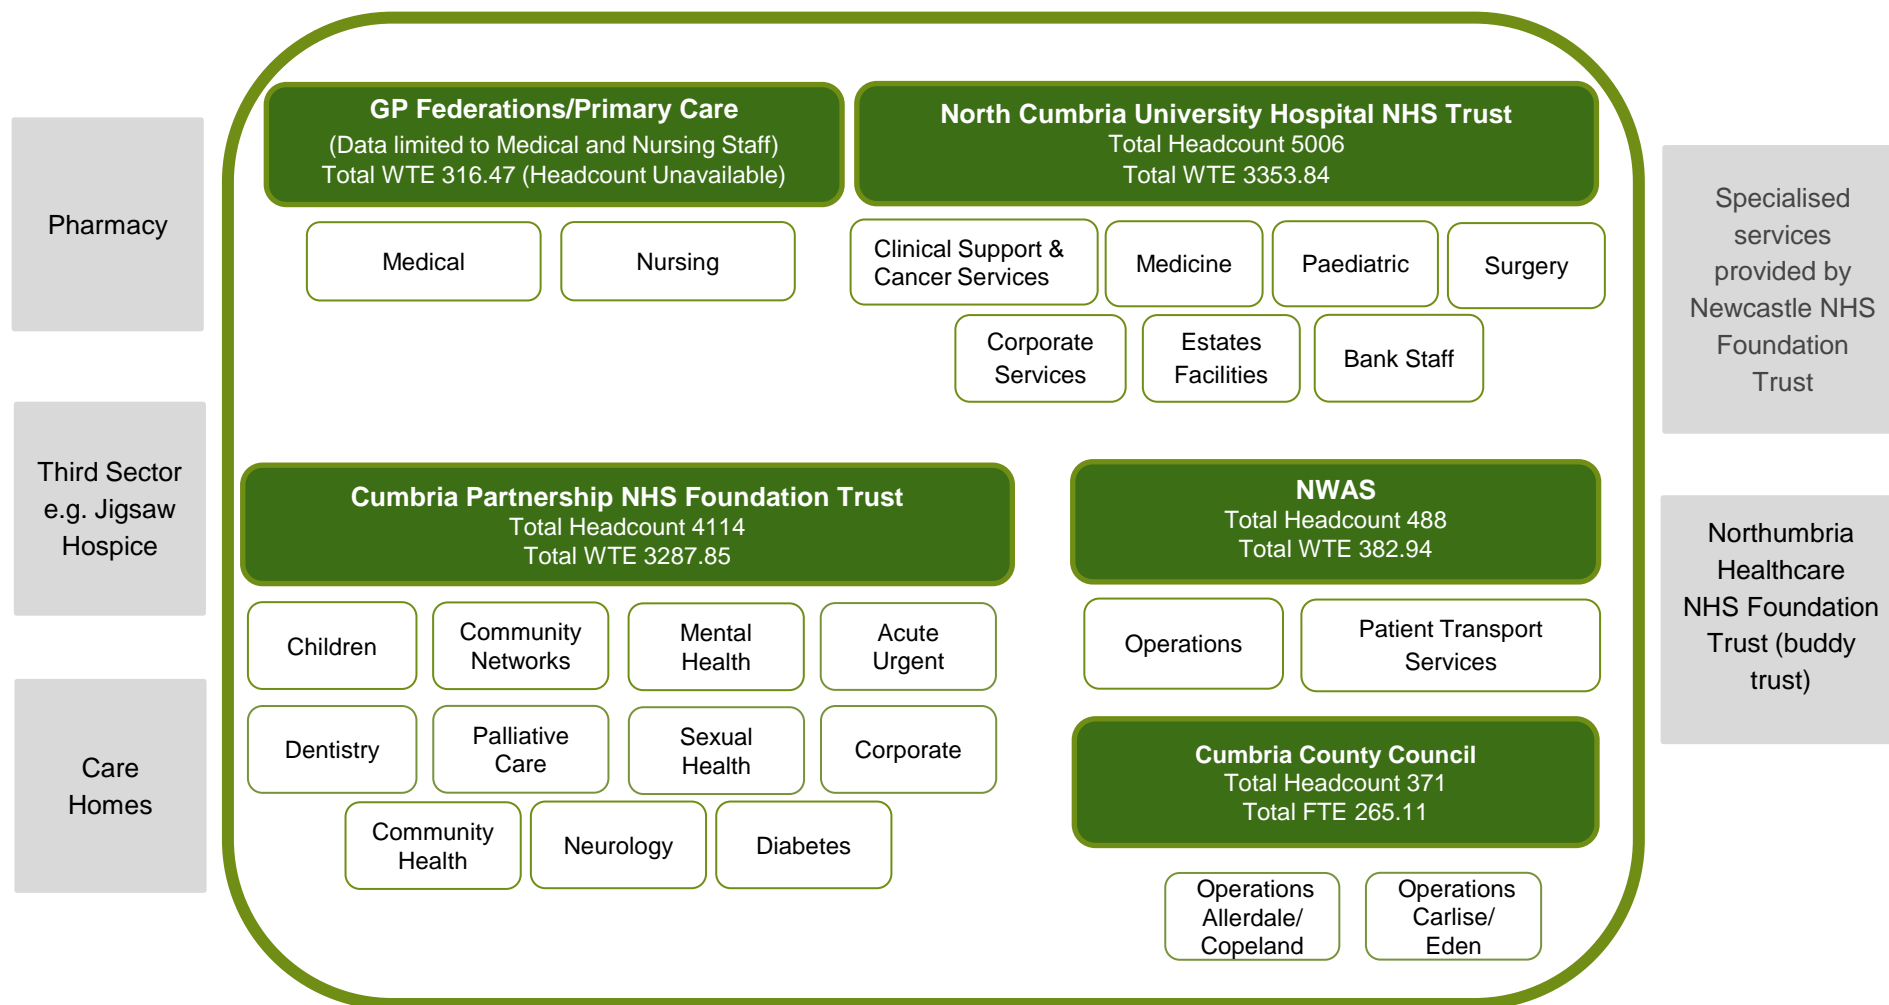 GP Federations/Primary Care
(Data limited to Medical and Nursing Staff)
Total WTE 316.47 (Headcount Unavailable)
Medical
Nursing
North Cumbria University Hospital NHS Trust
Total Headcount 5006
Total WTE 3353.84
Clinical Support &
Cancer Services
Medicine
Paediatric
Surgery
Corporate
Services
Estates
Facilities
Bank Staff
Pharmacy
Third Sector
e.g. Jigsaw
Hospice
Care
Homes
Cumbria Partnership NHS Foundation Trust
Total Headcount 4114
Total WTE 3287.85
Children
Community
Networks
Mental
Health
Acute
Urgent
Dentistry
Palliative
Care
Sexual
Health
Corporate
Community
Health
Neurology
Diabetes
NWAS
Total Headcount 488
Total WTE 382.94
Operations
Patient Transport
Services
Cumbria County Council
Total Headcount 371
Total FTE 265.11
Operations
Allerdale/
Copeland
Operations
Carlise/
Eden
Specialised
services
provided by
Newcastle NHS
Foundation
Trust
Northumbria
Healthcare
NHS Foundation
Trust (buddy
trust)